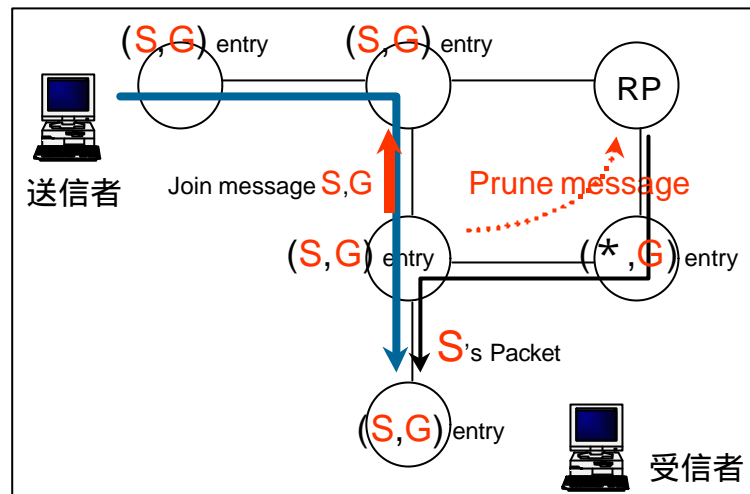 (S,G) entry
(S,G) entry
RP
送信者
Join message S,G
Prune message
(S,G) entry
(*,G) entry
S's Packet
(S,G) entry
受信者